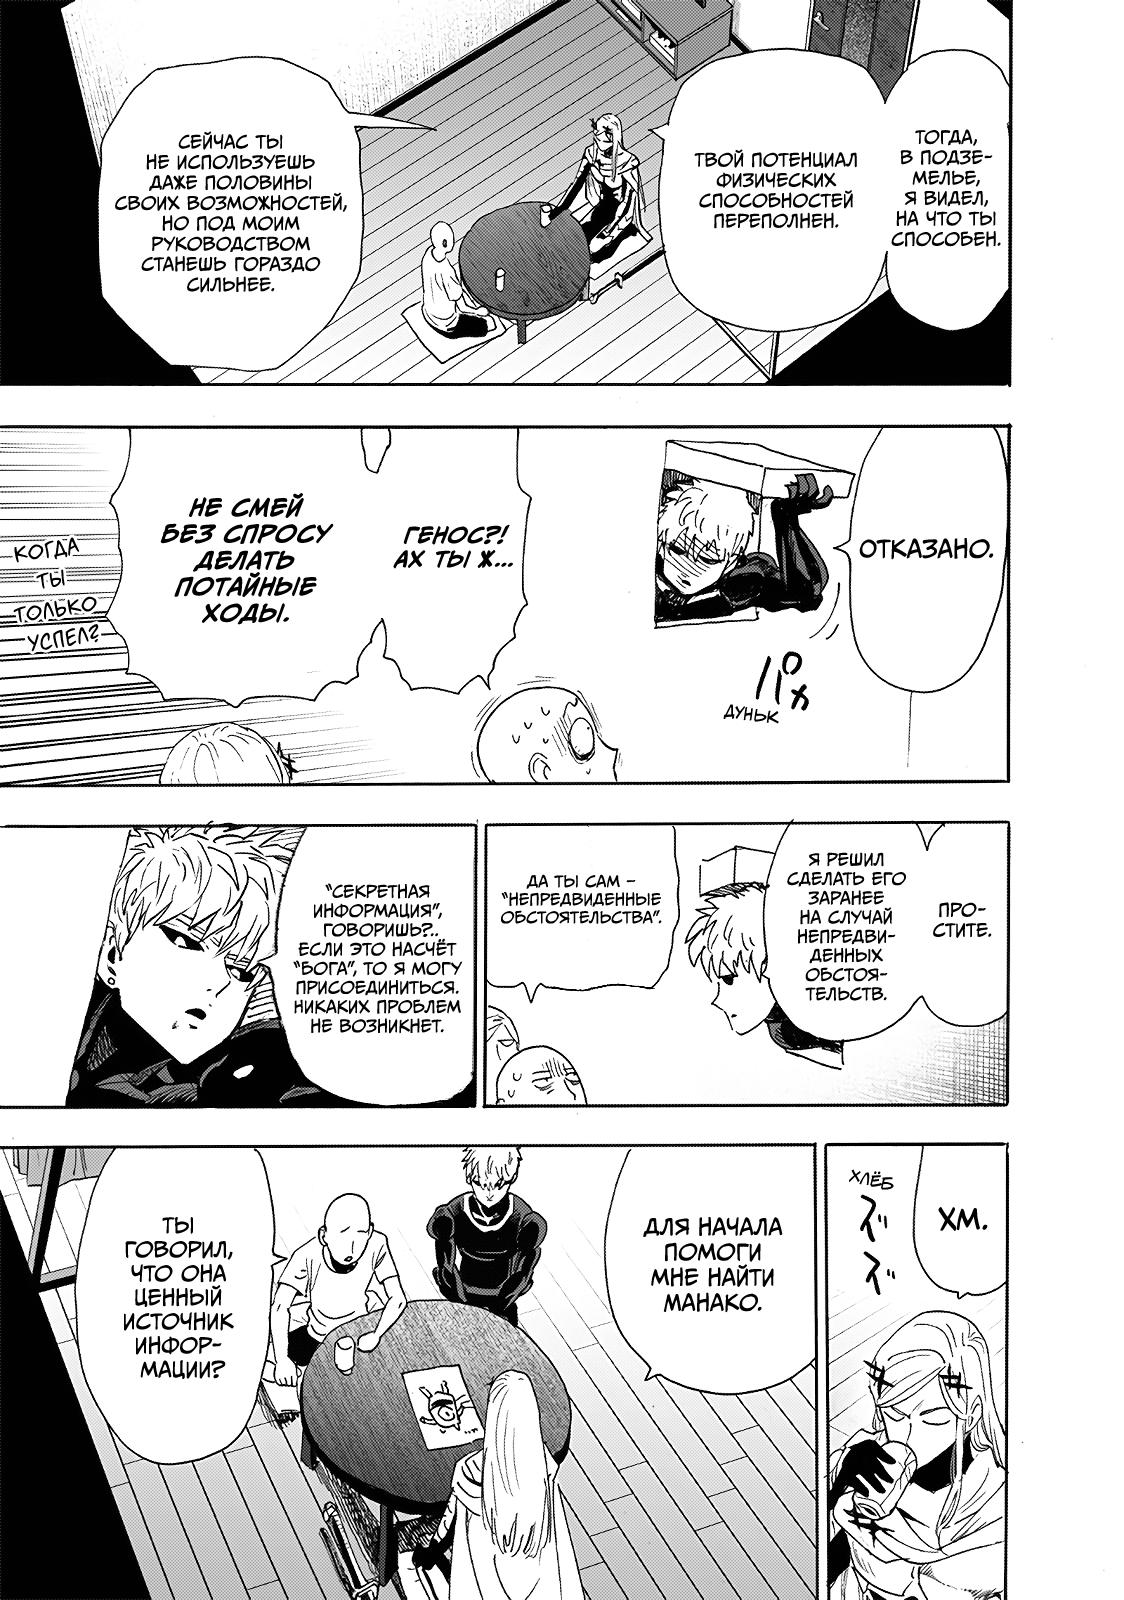 ТОГДА,
В ПОДЗЕ-
МЕЛЬЕ,
Я ВИДЕЛ,
НА ЧТО ТЫ
СПОСОБЕН.
ТВОЙ ПОТЕНЦИАЛ
ФИЗИЧЕСКИХ
СПОСОБНОСТЕЙ
ПЕРЕПОЛНЕН.
СЕЙЧАС ТЫ
НЕ ИСПОЛЬЗУЕШЬ
ДАЖЕ ПОЛОВИНЫ
СВОИХ ВОЗМОЖНОСТЕЙ,
НО ПОД МОИМ
РУКОВОДСТВОМ
СТАНЕШЬ ГОРАЗДО
СИЛЬНЕЕ.
ОТКАЗАНО.
パカ
ДУНЬК
ГЕНОС?!
АХ ТЫ Ж...
НЕ СМЕЙ
БЕЗ СПРОСУ
ДЕЛАТЬ
ПОТАЙНЫЕ
ХОДЫ.
КОГДА
ТЫ
ТОЛЬКО
УСПЕЛ?
ПРО-
СТИТЕ.
Я РЕШИЛ
СДЕЛАТЬ ЕГО
ЗАРАНЕЕ
НА СЛУЧАЙ
НЕПРЕДВИ-
ДЕННЫХ
ОБСТОЯ-
ТЕЛЬСТВ.
ДА ТЫ САМ –
"НЕПРЕДВИДЕННЫЕ
ОБСТОЯТЕЛЬСТВА".
"СЕКРЕТНАЯ
ИНФОРМАЦИЯ",
ГОВОРИШЬ?..
ЕСЛИ ЭТО НАСЧЁТ
"БОГА", ТО Я МОГУ
ПРИСОЕДИНИТЬСЯ.
НИКАКИХ ПРОБЛЕМ
НЕ ВОЗНИКНЕТ.
ХМ.
ХЛЁБ
ズズ
ДЛЯ НАЧАЛА
ПОМОГИ
МНЕ НАЙТИ
МАНАКО.
ТЫ
ГОВОРИЛ,
ЧТО ОНА
ЦЕННЫЙ
ИСТОЧНИК
ИНФОР-
МАЦИИ?